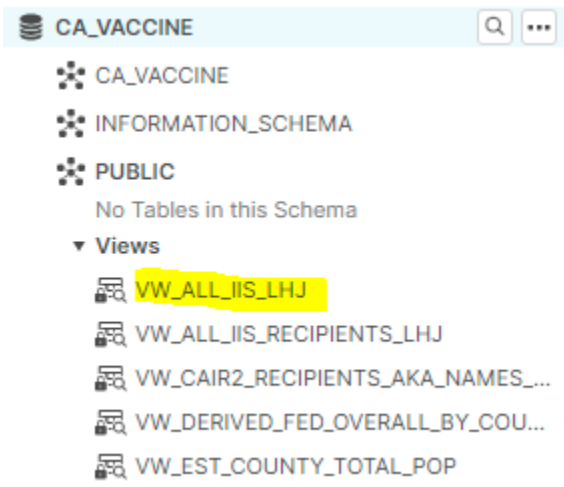 CA_VACCINE
CA_VACCINE
INFORMATION_SCHEMA
PUBLIC
No Tables in this Schema
Views
VW_ALL_IIS_LHJ
VW_ALL_IIS_RECIPIENTS_LHJ
VW_CAIR2_RECIPIENTS_AKA_NAMES_...
VW_DERIVED_FED_OVERALL_BY_COU...
VW_EST_COUNTY_TOTAL_POP